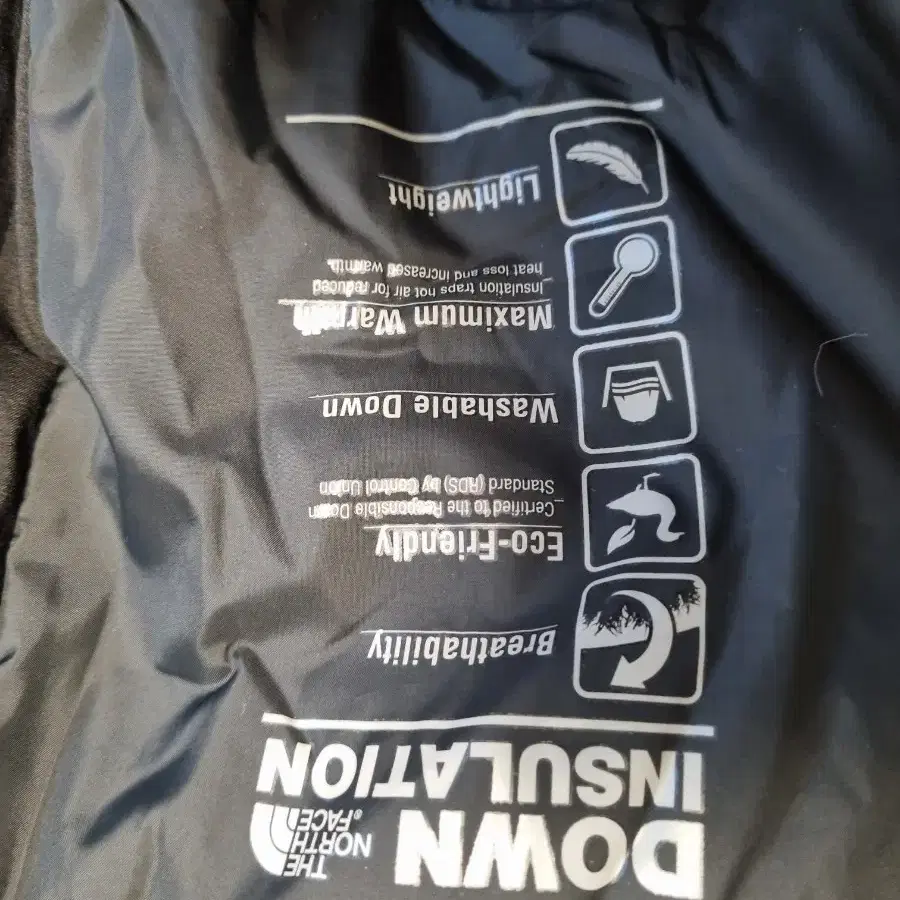 DOWN
INSULATION
THE
NORTH
FACE®
Breathability
Eco-Friendly
_Certified to the Responsible Down
Standard (RDS) by Control Union
Washable Down
Maximum Warmth
_Insulation traps hot air for reduced
heat loss and increased warmth.
Lightweight